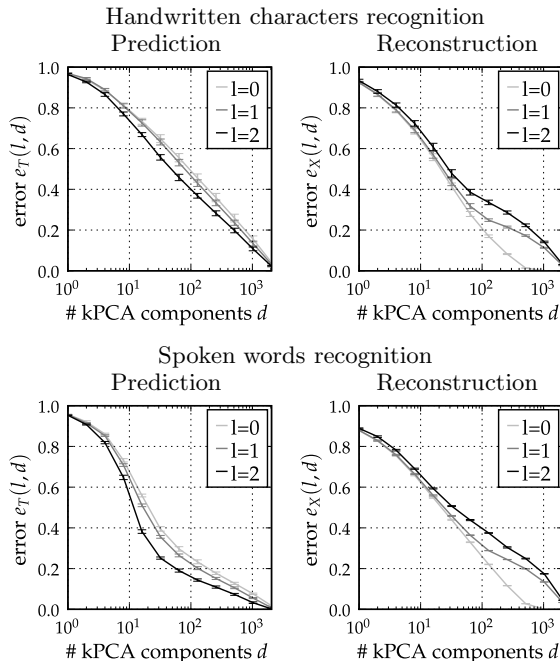 Handwritten characters recognition
Prediction Reconstruction
1.0 0.8 0.6 0.4 0.2 0.0
error e_T(l,d)
l=0
l=1
l=2
10^0 10^1 10^2 10^3
# kPCA components d
1.0 0.8 0.6 0.4 0.2 0.0
error e_X(l,d)
l=0
l=1
l=2
10^0 10^1 10^2 10^3
# kPCA components d
Spoken words recognition
Prediction Reconstruction
1.0 0.8 0.6 0.4 0.2 0.0
error e_T(l,d)
l=0
l=1
l=2
10^0 10^1 10^2 10^3
# kPCA components d
1.0 0.8 0.6 0.4 0.2 0.0
error e_X(l,d)
l=0
l=1
l=2
10^0 10^1 10^2 10^3
# kPCA components d